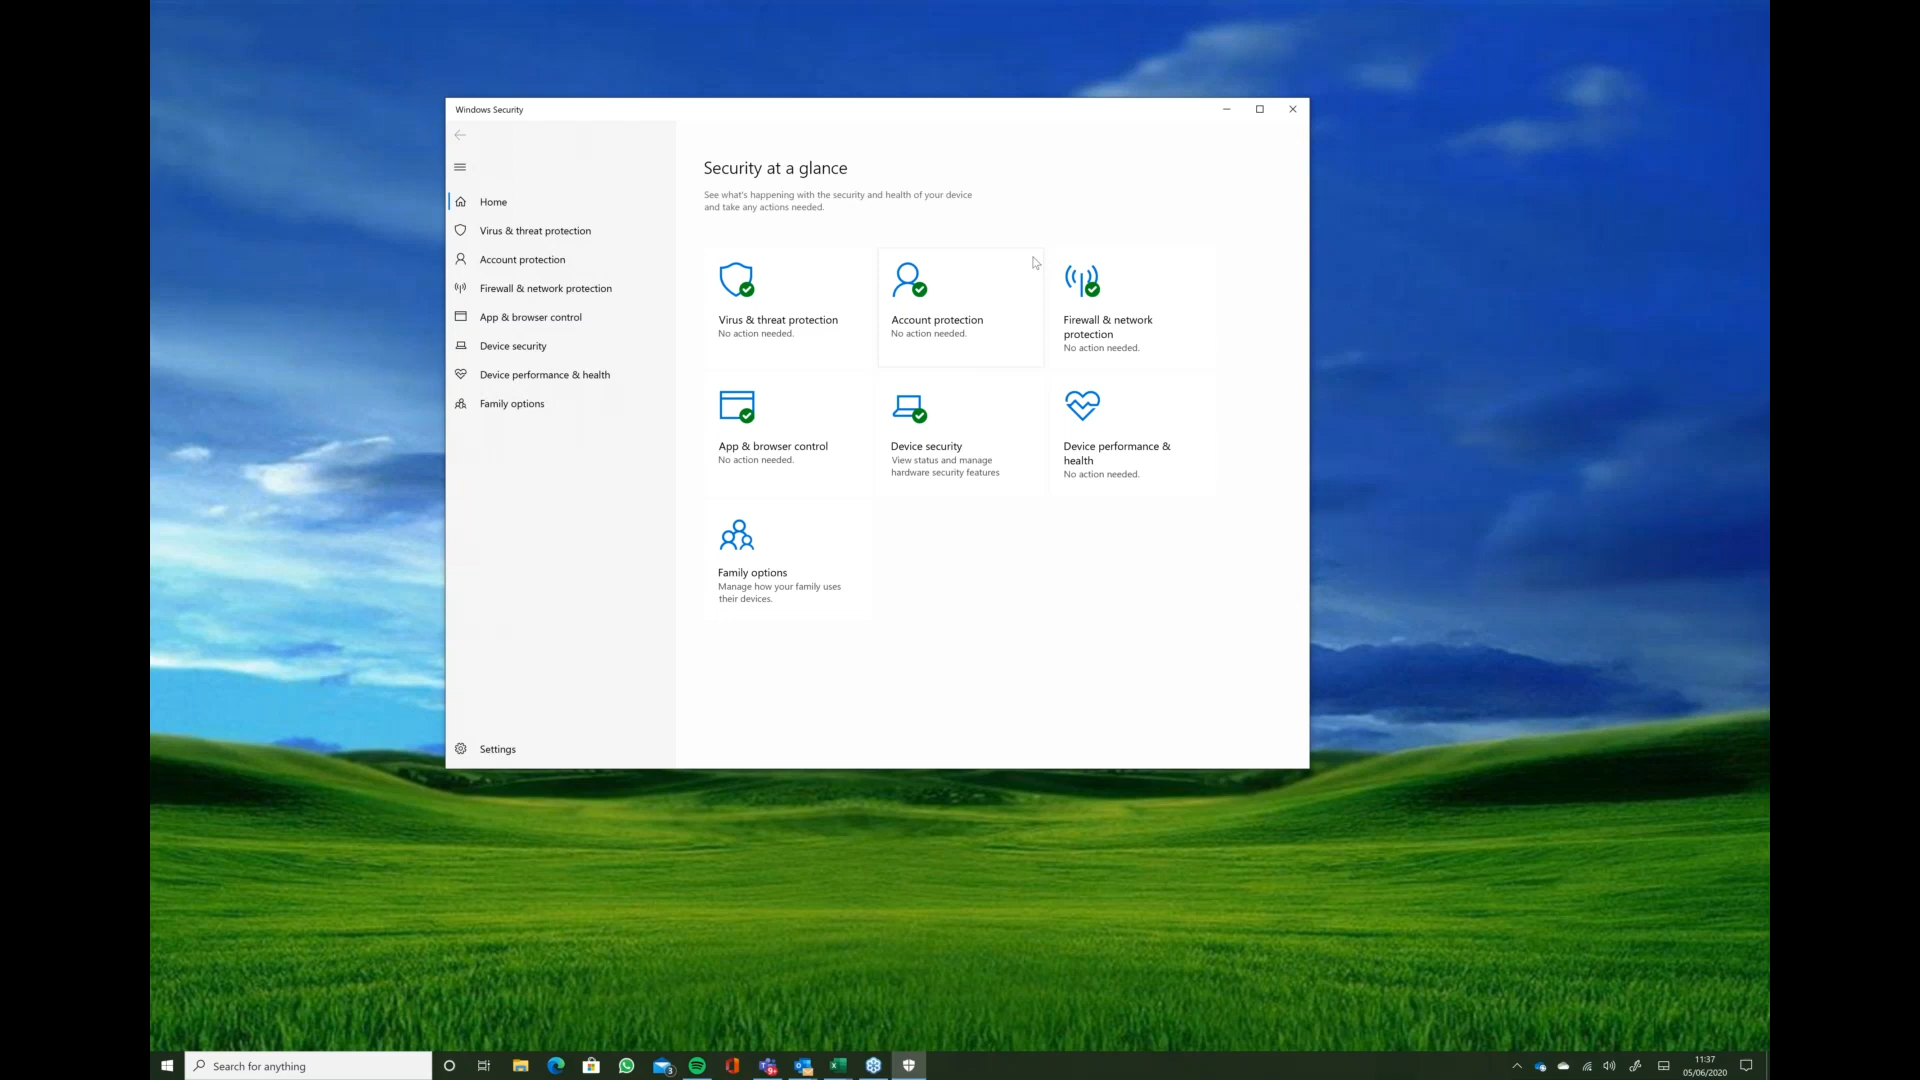 Windows Security
Home
Virus & threat protection
Account protection
Firewall & network protection
App & browser control
Device security
Device performance & health
Family options
Settings
Security at a glance
See what's happening with the security and health of your device
and take any actions needed.
Virus & threat protection
No action needed.
Account protection
No action needed.
Firewall & network
protection
No action needed.
App & browser control
No action needed.
Device security
View status and manage
hardware security features
Device performance &
health
No action needed.
Family options
Manage how your family uses
their devices.
Search for anything
3
9+
11:37
05/06/2020